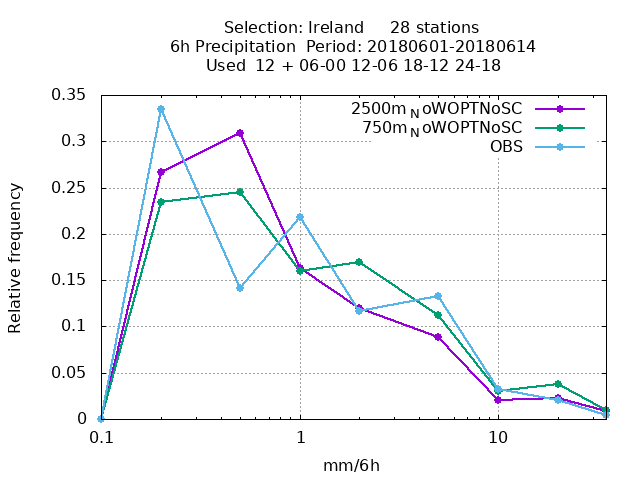 Selection: Ireland 28 stations
6h Precipitation Period: 20180601-20180614
Used 12 + 06-00 12-06 18-12 24-18
2500mNoWOPTNoSC
750mNoWOPTNoSC
OBS
Relative frequency
0.35
0.3
0.25
0.2
0.15
0.1
0.05
0
0.1 1 10
mm/6h